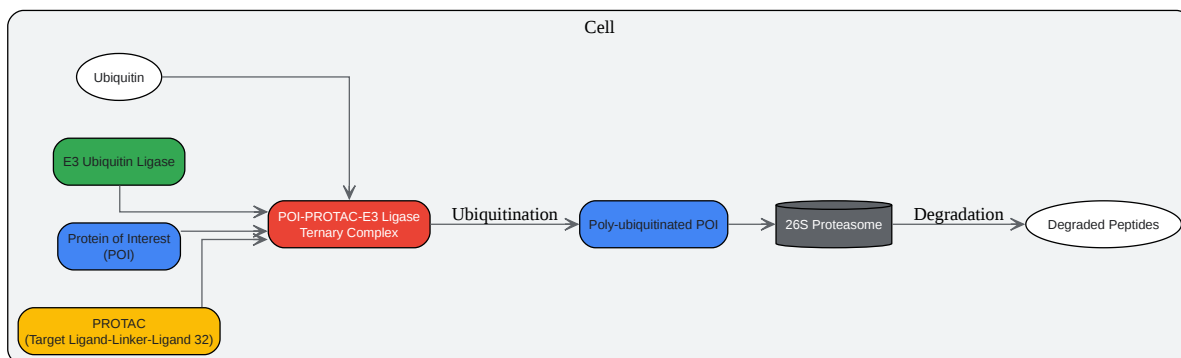 Cell
Ubiquitin
E3 Ubiquitin Ligase
Protein of Interest
(POI)
PROTAC
(Target Ligand-Linker-Ligand 32)
POI-PROTAC-E3 Ligase
Ternary Complex
Ubiquitination
Poly-ubiquitinated POI
26S Proteasome
Degradation
Degraded Peptides